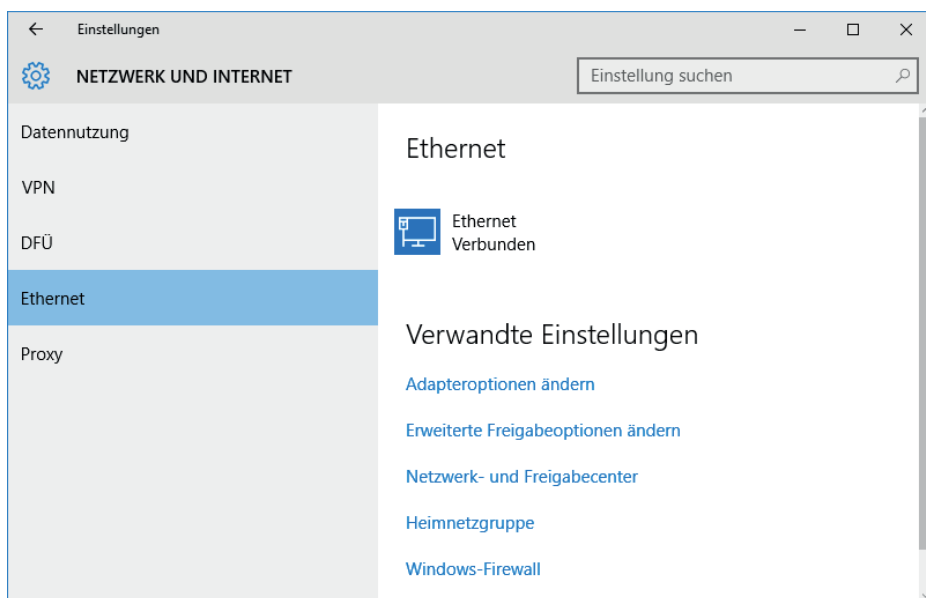 Einstellungen
NETZWERK UND INTERNET
Einstellung suchen
Datennutzung
VPN
DFÜ
Ethernet
Proxy
Ethernet
Ethernet
Verbunden
Verwandte Einstellungen
Adapteroptionen ändern
Erweiterte Freigabeoptionen ändern
Netzwerk- und Freigabecenter
Heimnetzgruppe
Windows-Firewall